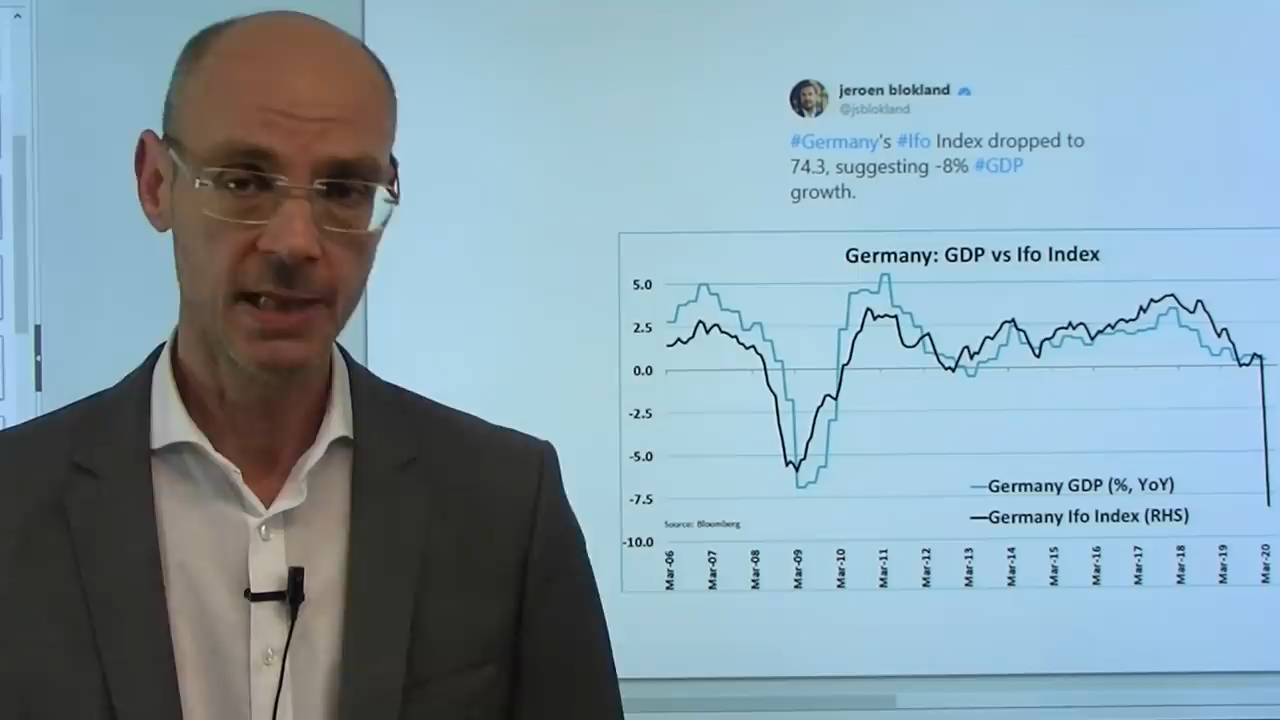 jeroen blokland
@jsblokland
#Germany's #Ifo Index dropped to
74.3, suggesting -8% #GDP
growth.
Germany: GDP vs Ifo Index
5.0
2.5
0.0
-2.5
-5.0
-7.5
-10.0
Germany GDP (%, YoY)
Germany Ifo Index (RHS)
Source: Bloomberg
Mar-06
Mar-07
Mar-08
Mar-09
Mar-10
Mar-11
Mar-12
Mar-13
Mar-14
Mar-15
Mar-16
Mar-17
Mar-18
Mar-19
Mar-20